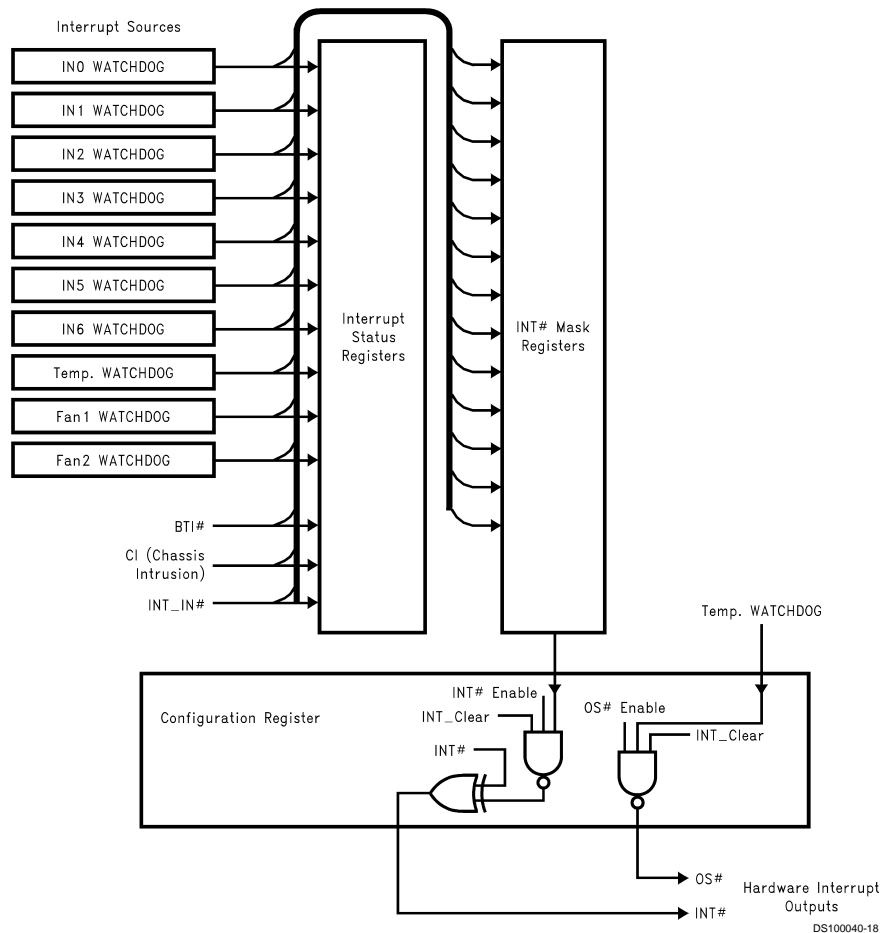 Interrupt Sources
IN0 WATCHDOG
IN1 WATCHDOG
IN2 WATCHDOG
IN3 WATCHDOG
IN4 WATCHDOG
IN5 WATCHDOG
IN6 WATCHDOG
Temp. WATCHDOG
Fan1 WATCHDOG
Fan2 WATCHDOG
BTI#
CI (Chassis
Intrusion)
INT_IN#
Interrupt
Status
Registers
INT# Mask
Registers
Temp. WATCHDOG
Configuration Register
INT# Enable
INT_Clear
INT#
OS# Enable
INT_Clear
OS#
INT#
Hardware Interrupt
Outputs
DS100040-18